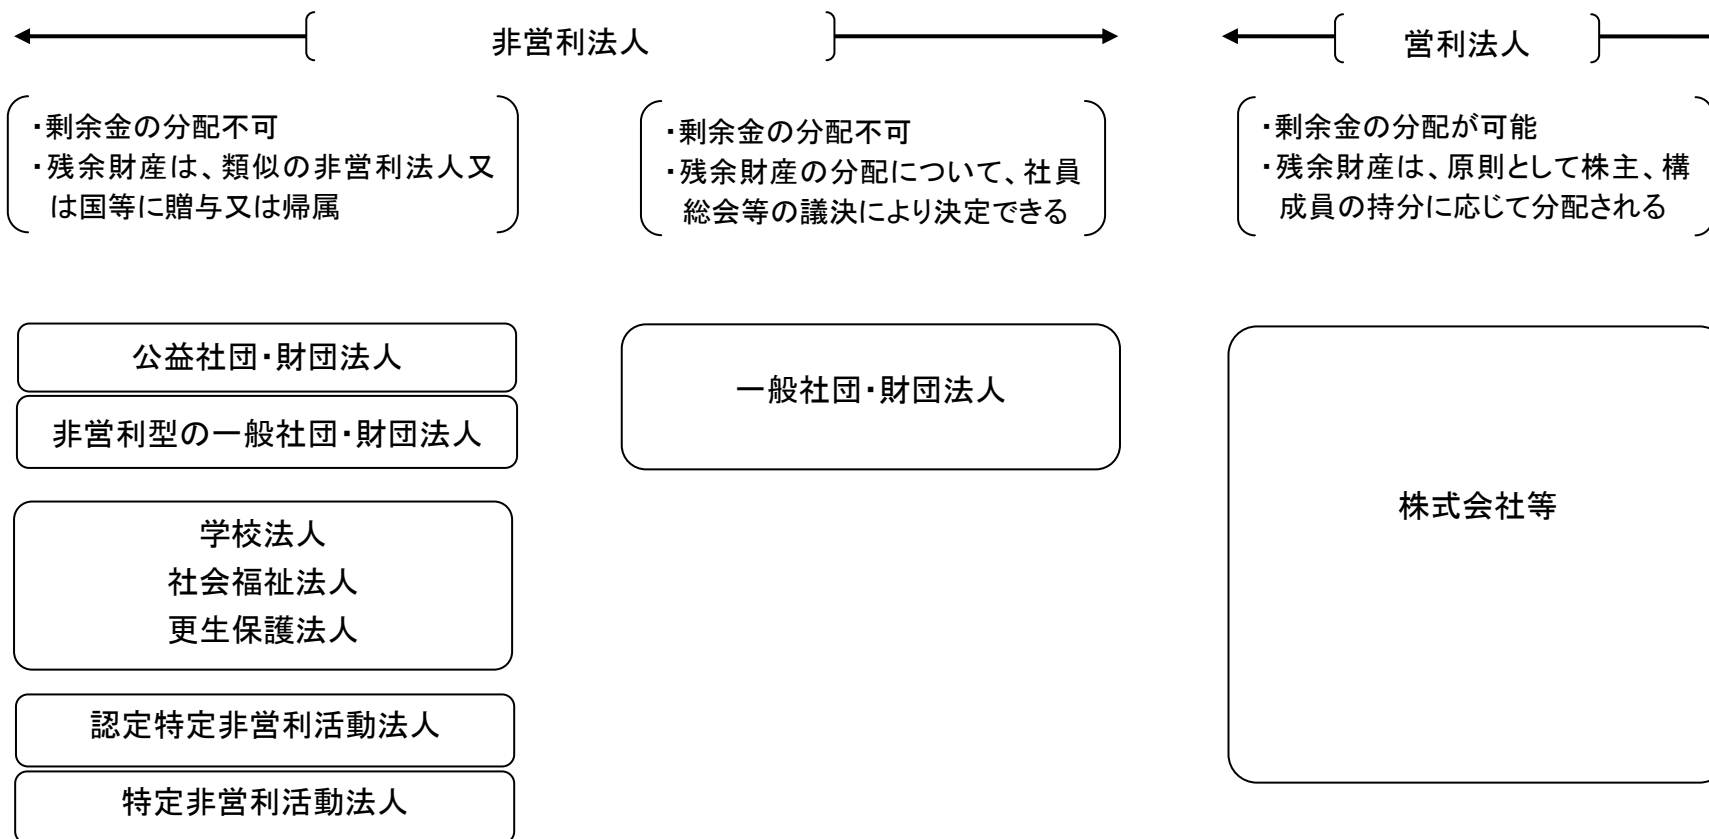 非営利法人
営利法人
・剰余金の分配不可
・残余財産は、類似の非営利法人又
は国等に贈与又は帰属
・剰余金の分配不可
・残余財産の分配について、社員
総会等の議決により決定できる
・剰余金の分配が可能
・残余財産は、原則として株主、構
成員の持分に応じて分配される
公益社団・財団法人
非営利型の一般社団・財団法人
学校法人
社会福祉法人
更生保護法人
認定特定非営利活動法人
特定非営利活動法人
一般社団・財団法人
株式会社等